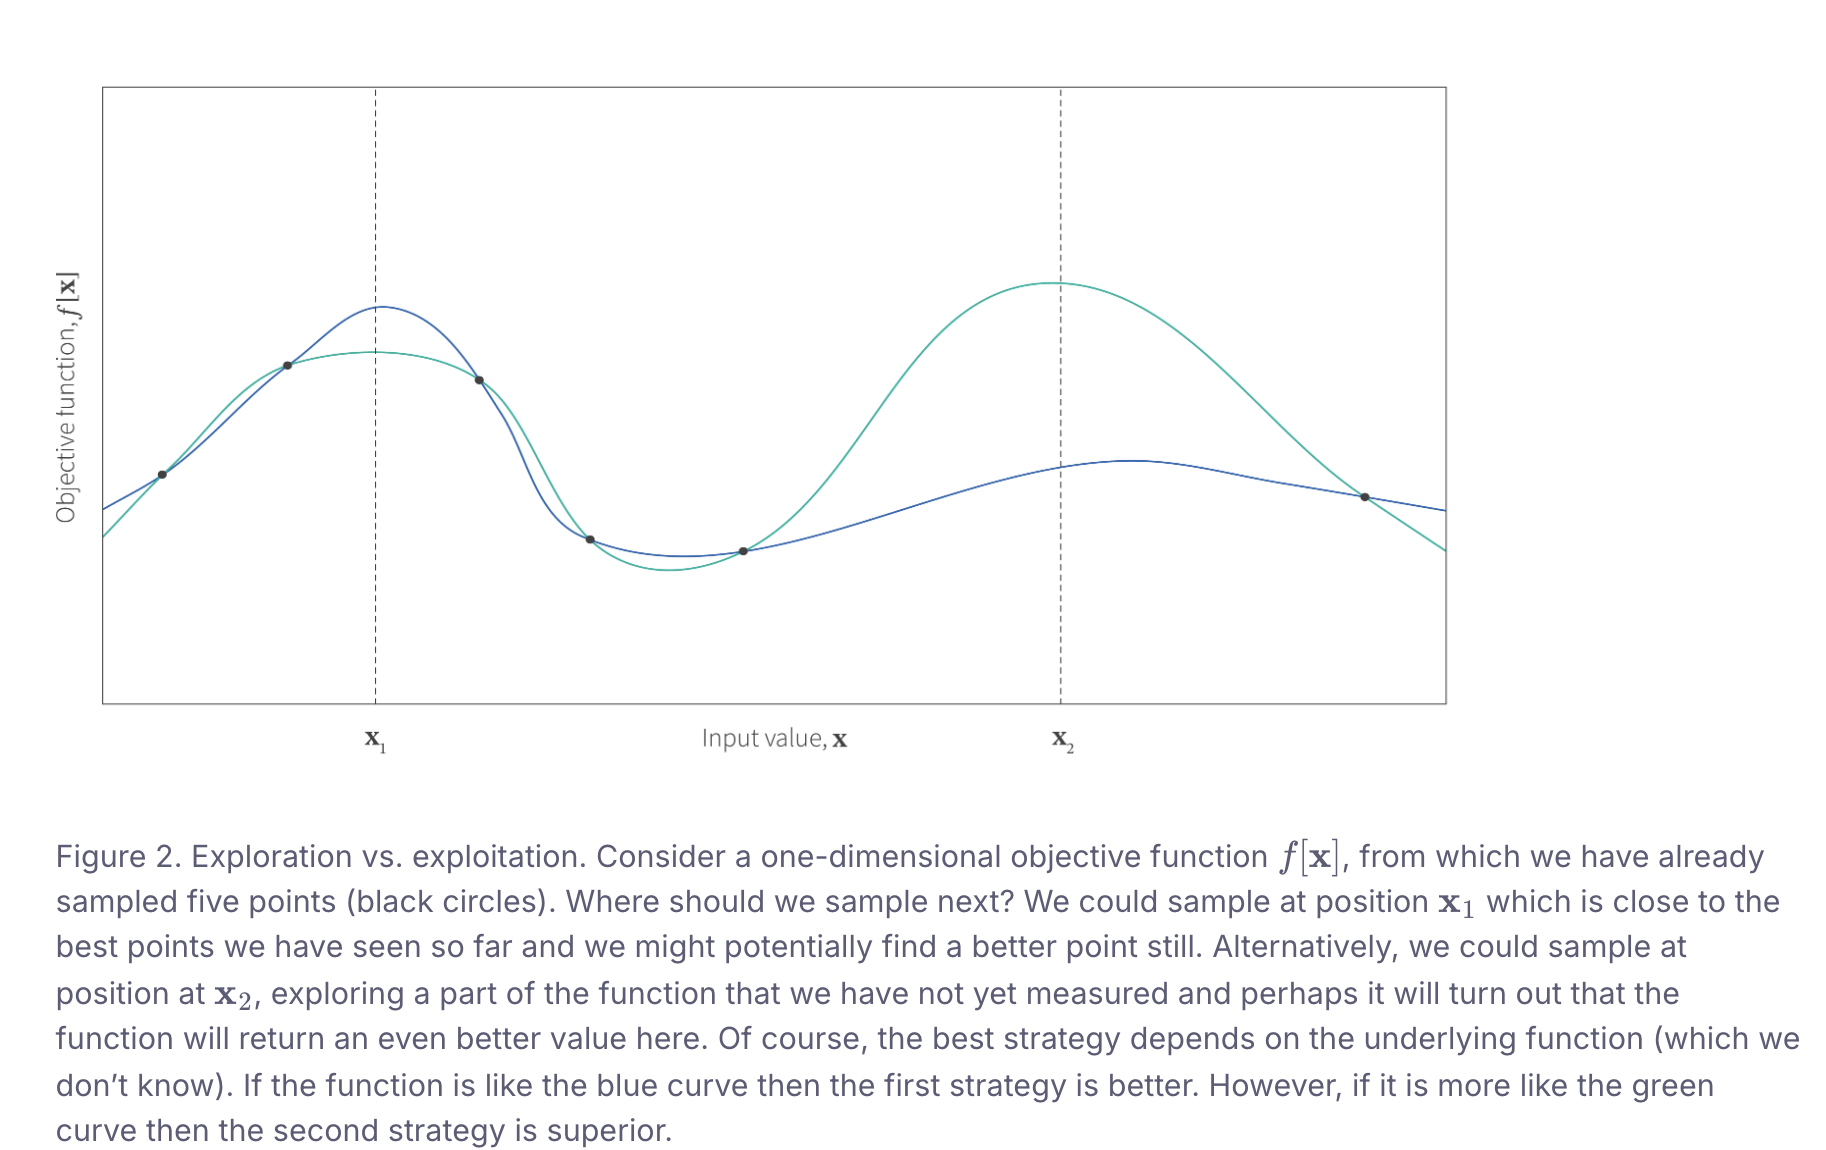 Objective function, f[x]
x₁
Input value, x
x₂
Figure 2. Exploration vs. exploitation. Consider a one-dimensional objective function f[x], from which we have already
sampled five points (black circles). Where should we sample next? We could sample at position x₁ which is close to the
best points we have seen so far and we might potentially find a better point still. Alternatively, we could sample at
position at x₂, exploring a part of the function that we have not yet measured and perhaps it will turn out that the
function will return an even better value here. Of course, the best strategy depends on the underlying function (which we
don’t know). If the function is like the blue curve then the first strategy is better. However, if it is more like the green
curve then the second strategy is superior.